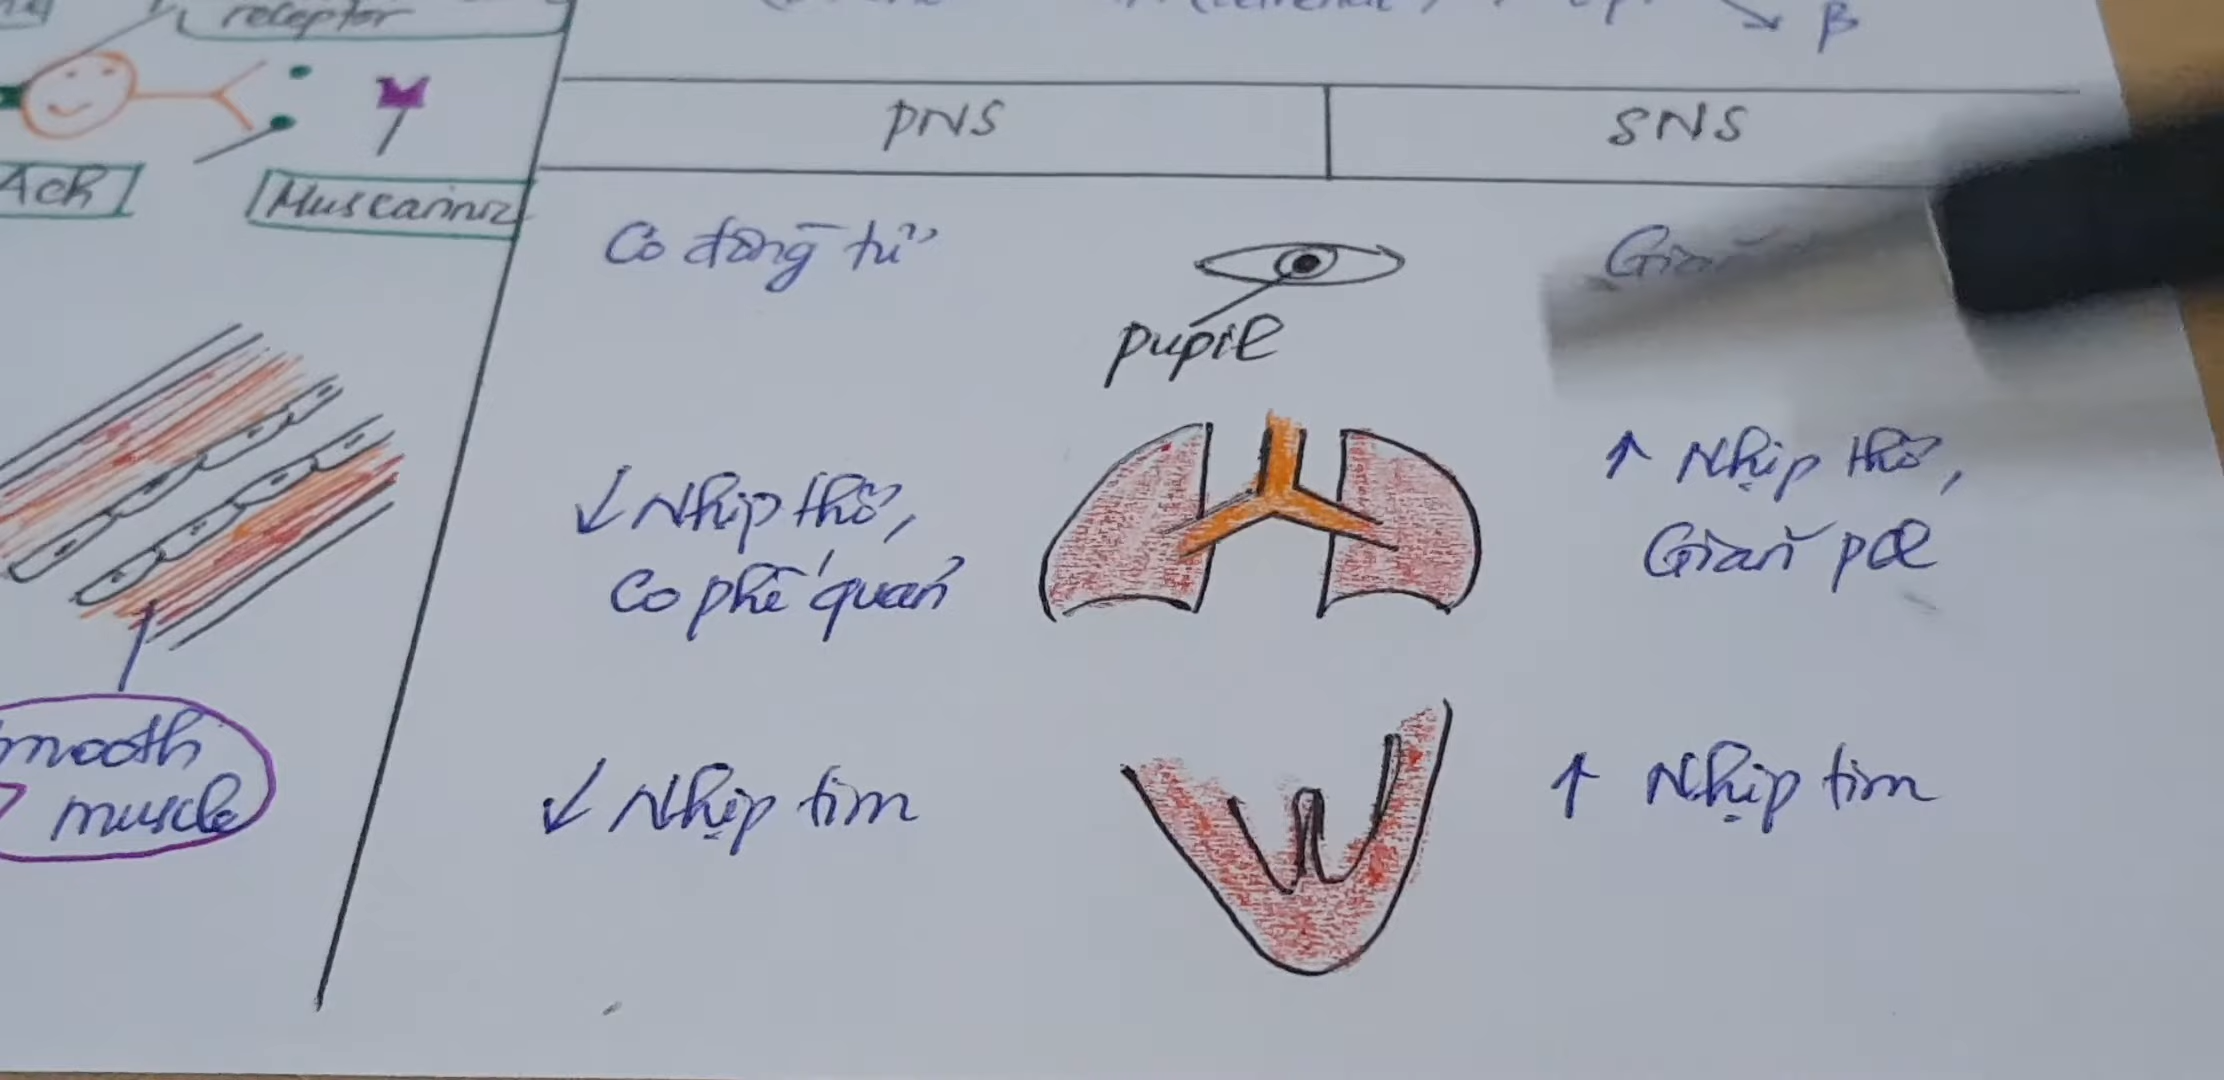 receptor
β
PNS
SNS
Ach
Muscarinic
Co đồng tử
pupil
↓ Nhịp thở,
Co phế quản
↑ Nhịp thở,
Giãn pq
↓ Nhịp tim
↑ Nhịp tim
muscle